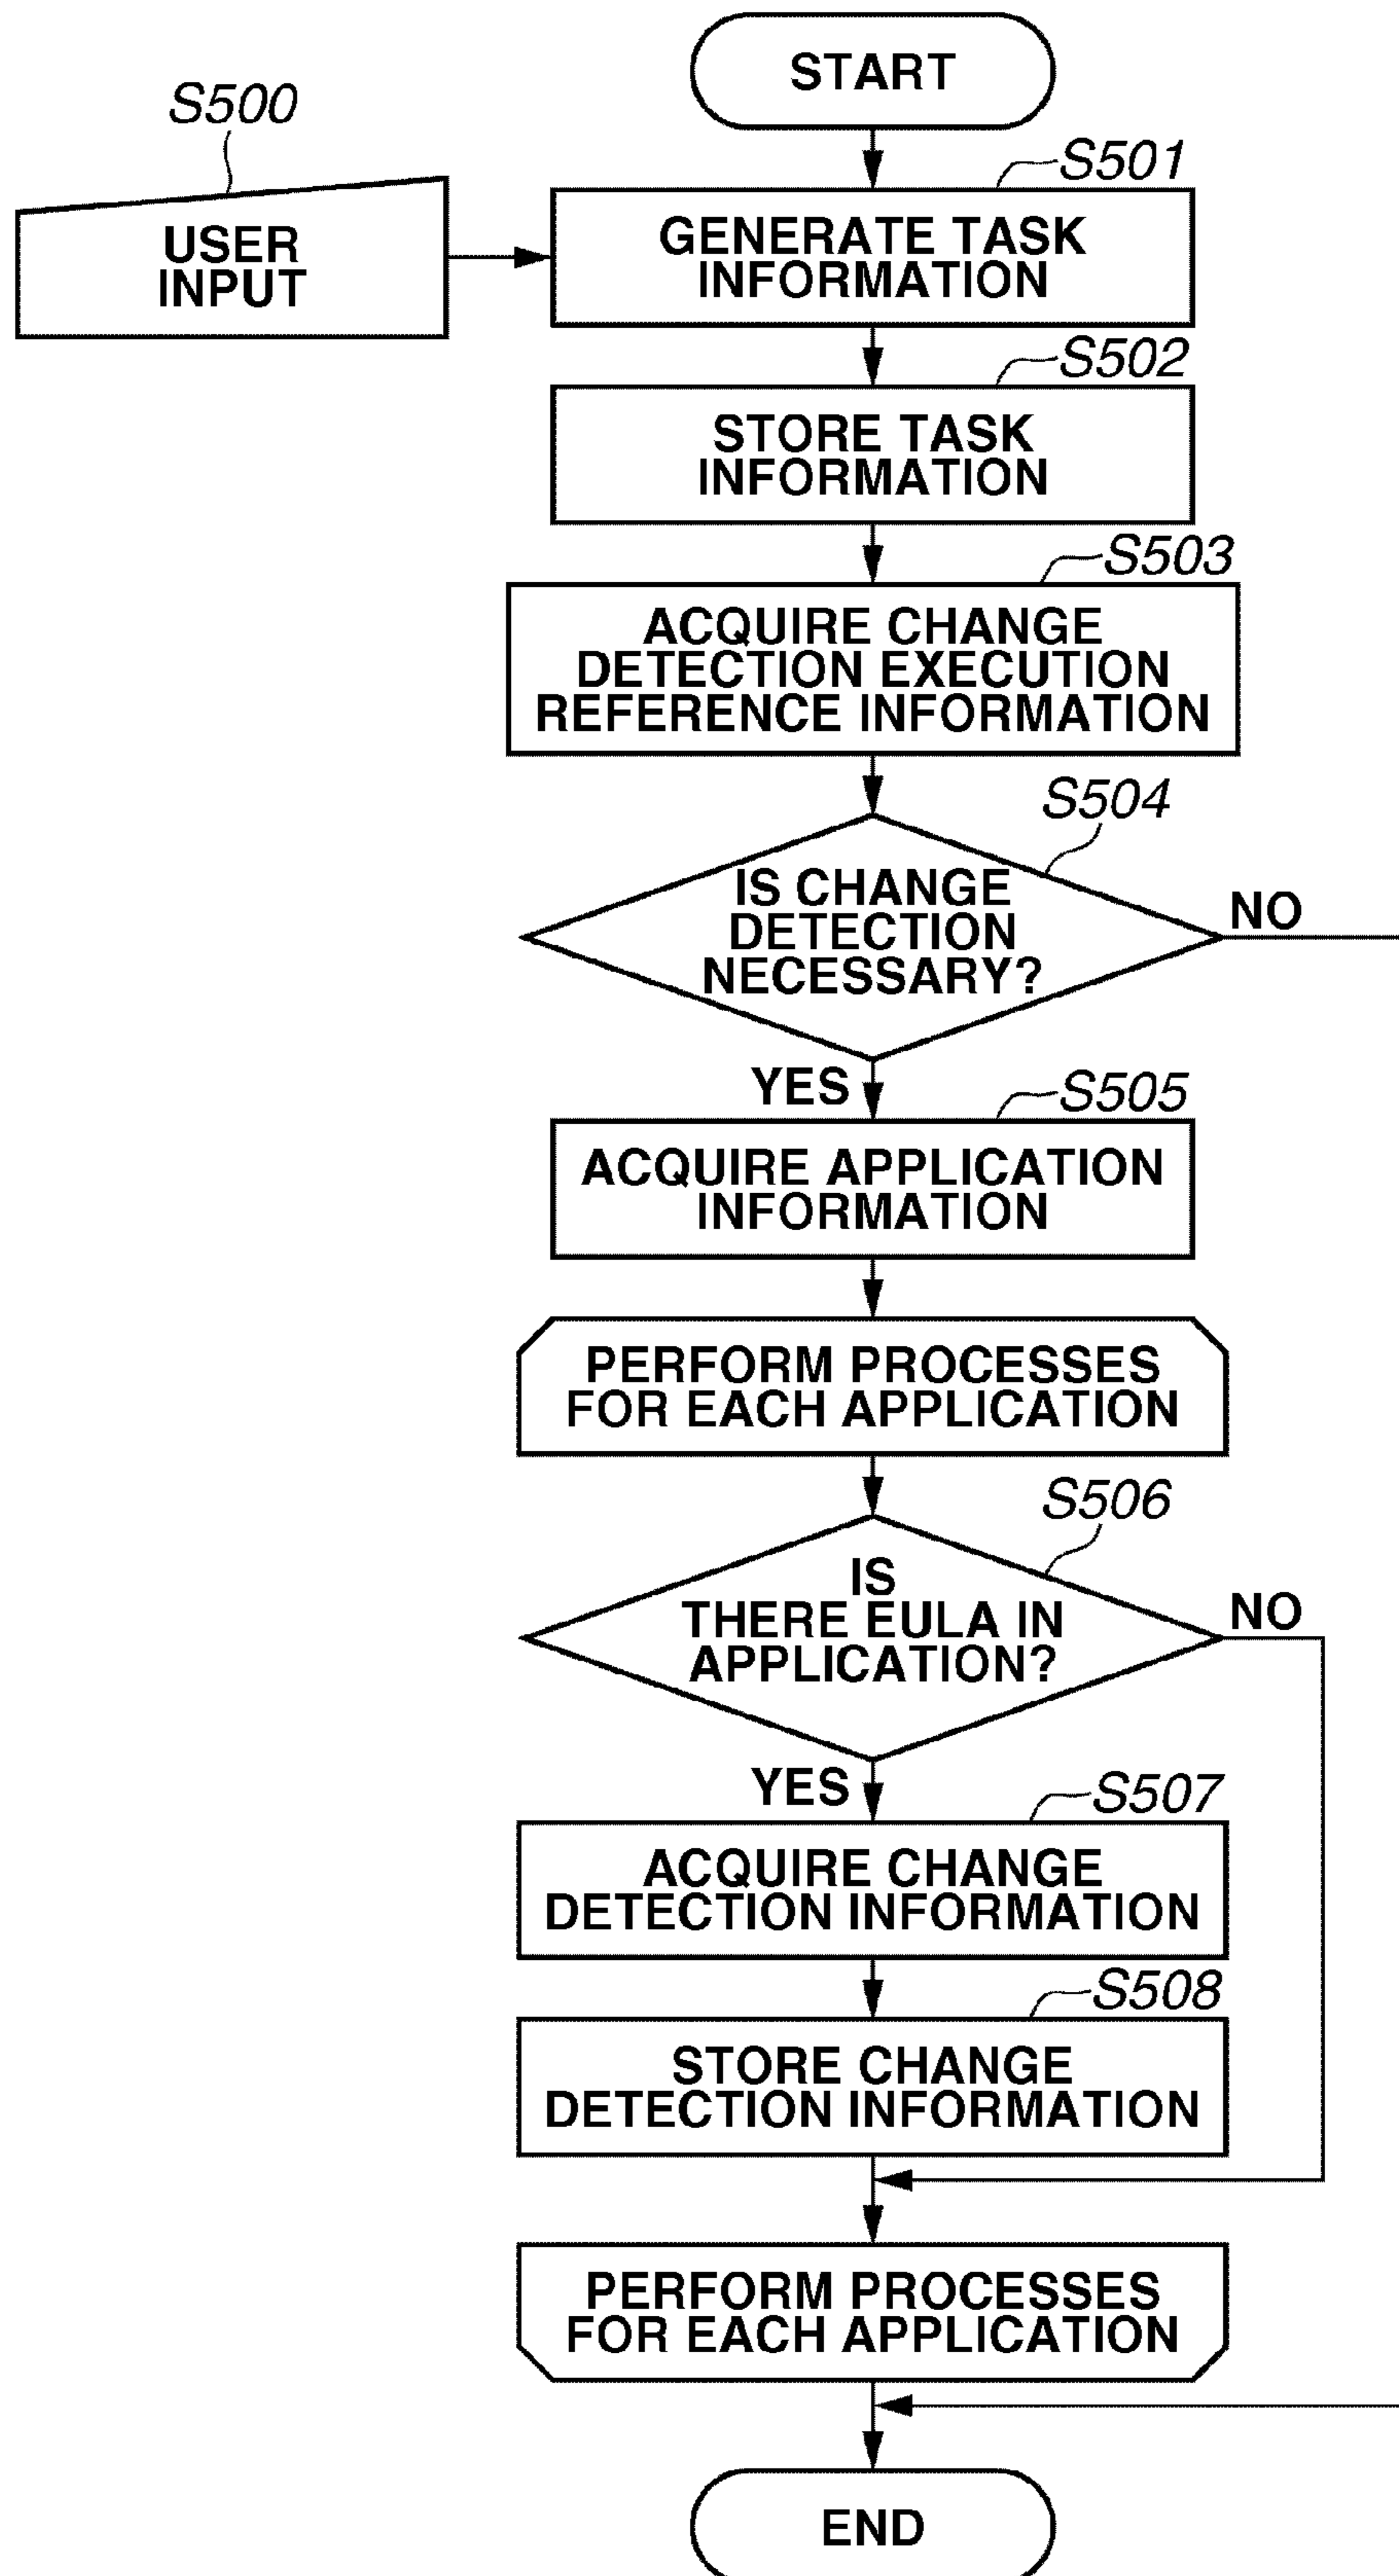 START
S500
S501
USER
INPUT
GENERATE TASK
INFORMATION
S502
STORE TASK
INFORMATION
S503
ACQUIRE CHANGE
DETECTION EXECUTION
REFERENCE INFORMATION
S504
IS CHANGE
DETECTION
NECESSARY?
NO
YES
S505
ACQUIRE APPLICATION
INFORMATION
PERFORM PROCESSES
FOR EACH APPLICATION
S506
IS
THERE EULA IN
APPLICATION?
NO
YES
S507
ACQUIRE CHANGE
DETECTION INFORMATION
S508
STORE CHANGE
DETECTION INFORMATION
PERFORM PROCESSES
FOR EACH APPLICATION
END